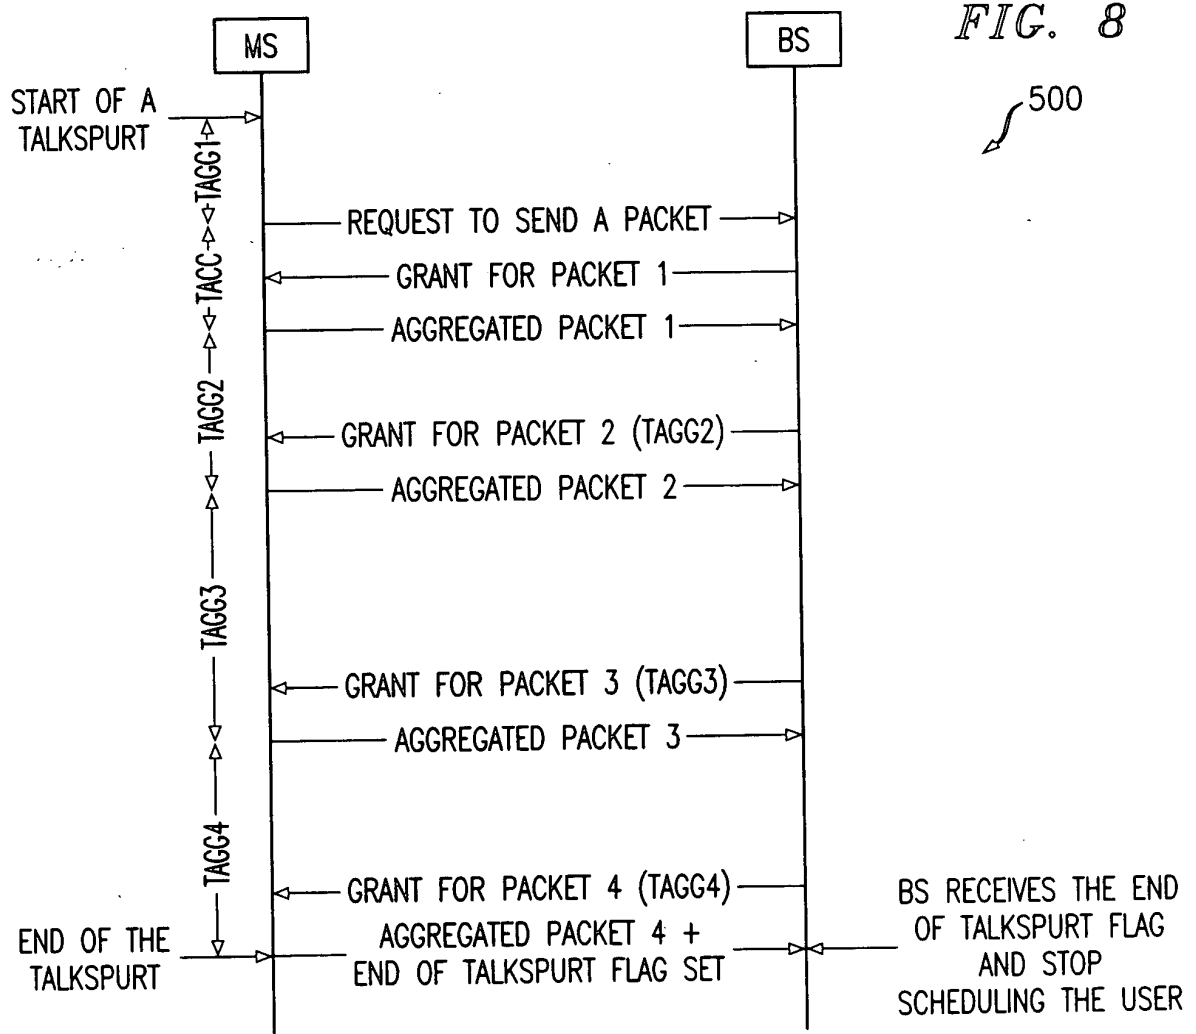 FIG. 8
500
MS
BS
START OF A
TALKSPURT
TAGG1
REQUEST TO SEND A PACKET
TACC
GRANT FOR PACKET 1
AGGREGATED PACKET 1
TAGG2
GRANT FOR PACKET 2 (TAGG2)
AGGREGATED PACKET 2
TAGG3
GRANT FOR PACKET 3 (TAGG3)
AGGREGATED PACKET 3
TAGG4
GRANT FOR PACKET 4 (TAGG4)
END OF THE
TALKSPURT
AGGREGATED PACKET 4 +
END OF TALKSPURT FLAG SET
BS RECEIVES THE END
OF TALKSPURT FLAG
AND STOP
SCHEDULING THE USER